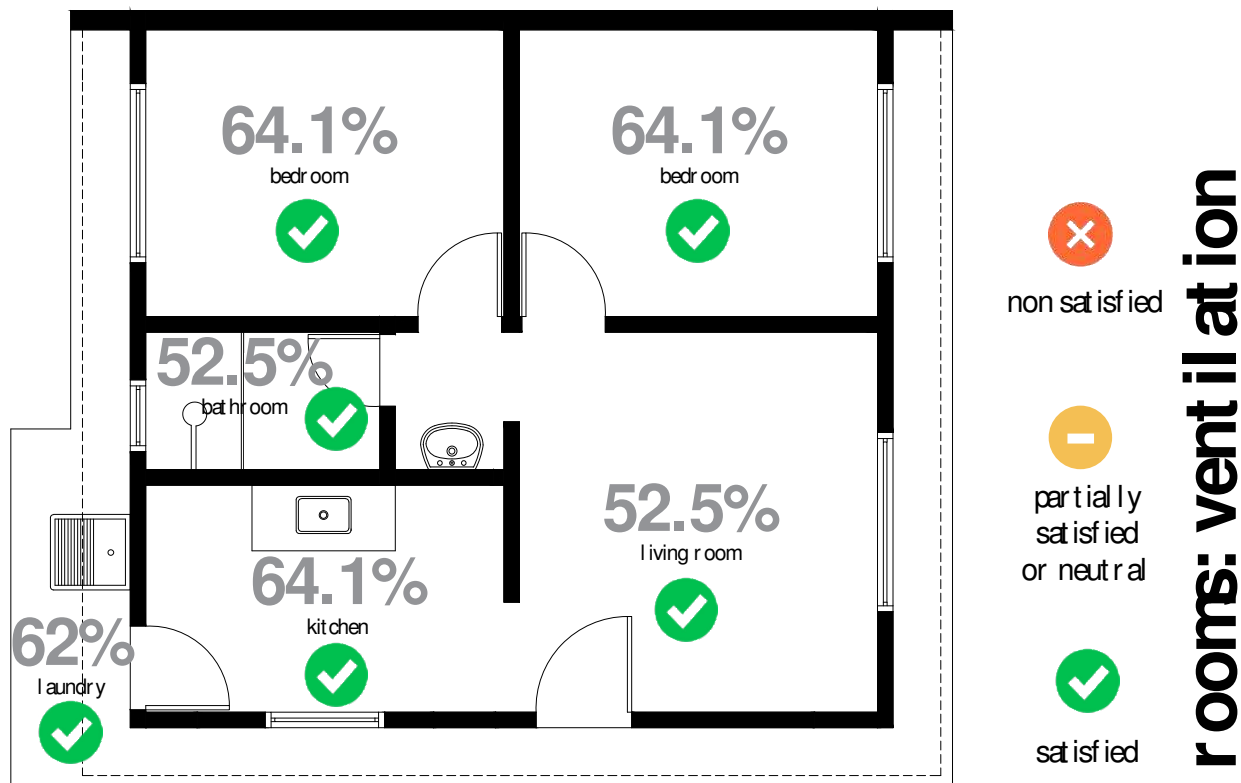 64.1%
bedroom
64.1%
bedroom
52.5%
bathroom
52.5%
living room
64.1%
kitchen
62%
laundry
non satisfied
partially
satisfied
or neutral
satisfied
rooms: ventilation